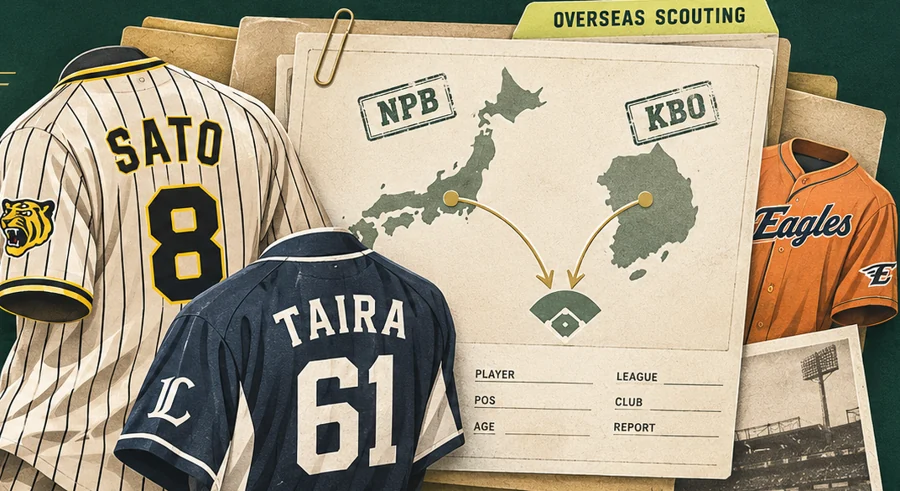 OVERSEAS SCOUTING
SATO
8
TAIRA
61
L
NPB
KBO
Eagles
E
PLAYER
LEAGUE
POS
CLUB
AGE
REPORT